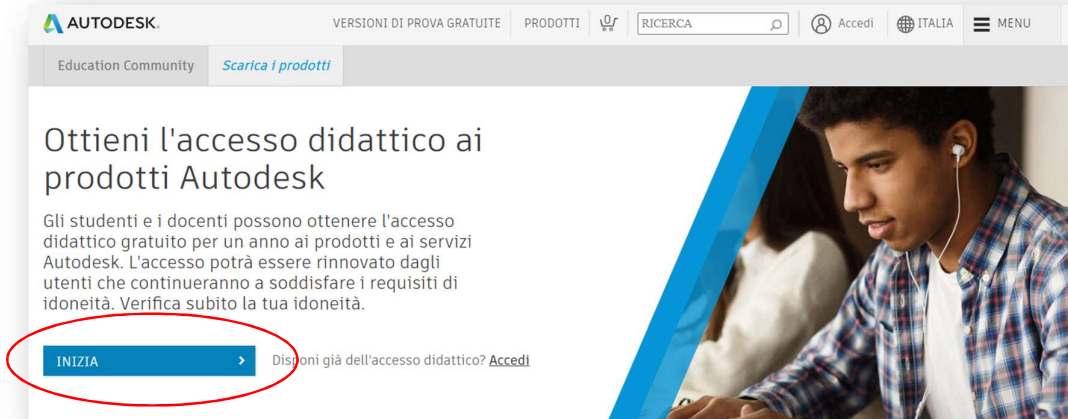 AUTODESK.
VERSIONI DI PROVA GRATUITE PRODOTTI 0 RICERCA Accedi ITALIA MENU
Education Community Scarica i prodotti
Ottieni l'accesso didattico ai
prodotti Autodesk
Gli studenti e i docenti possono ottenere l'accesso
didattico gratuito per un anno ai prodotti e ai servizi
Autodesk. L'accesso potrà essere rinnovato dagli
utenti che continueranno a soddisfare i requisiti di
idoneità. Verifica subito la tua idoneità.
INIZIA
Disponi già dell'accesso didattico? Accedi